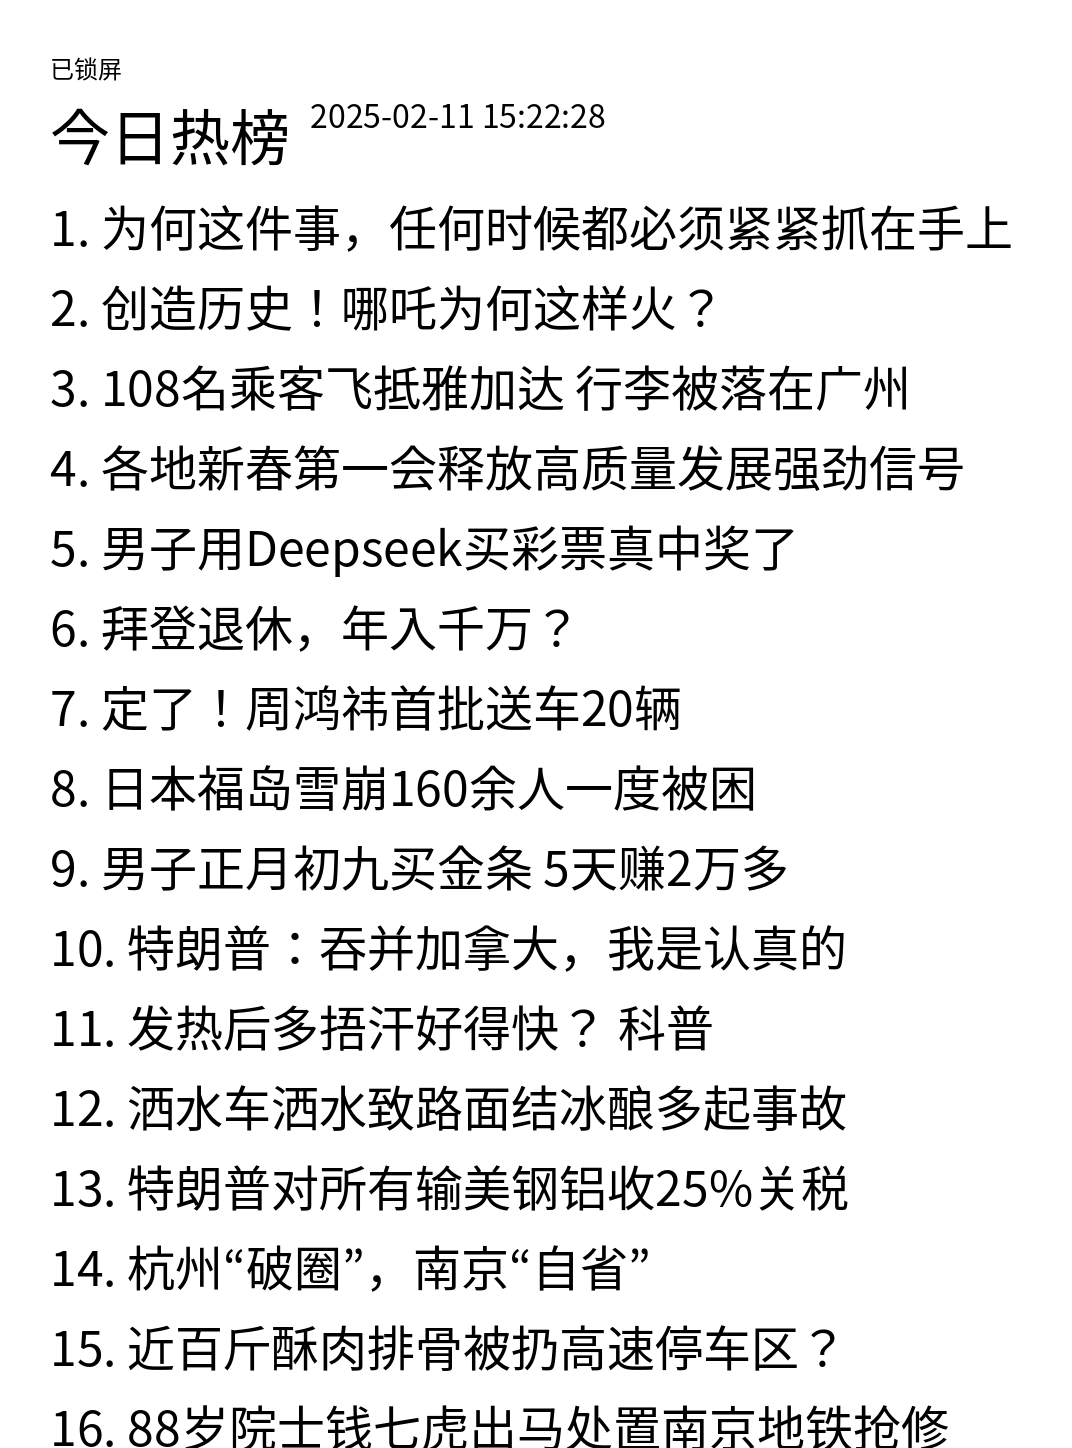 已锁屏
今日热榜 2025-02-11 15:22:28
1. 为何这件事，任何时候都必须紧紧抓在手上
2. 创造历史！哪吒为何这样火？
3. 108名乘客飞抵雅加达 行李被落在广州
4. 各地新春第一会释放高质量发展强劲信号
5. 男子用Deepseek买彩票真中奖了
6. 拜登退休，年入千万？
7. 定了！周鸿祎首批送车20辆
8. 日本福岛雪崩160余人一度被困
9. 男子正月初九买金条 5天赚2万多
10. 特朗普：吞并加拿大，我是认真的
11. 发热后多捂汗好得快？ 科普
12. 洒水车洒水致路面结冰酿多起事故
13. 特朗普对所有输美钢铝收25%关税
14. 杭州“破圈”，南京“自省”
15. 近百斤酥肉排骨被扔高速停车区？
16. 88岁院士钱七虎出马处置南京地铁抢修